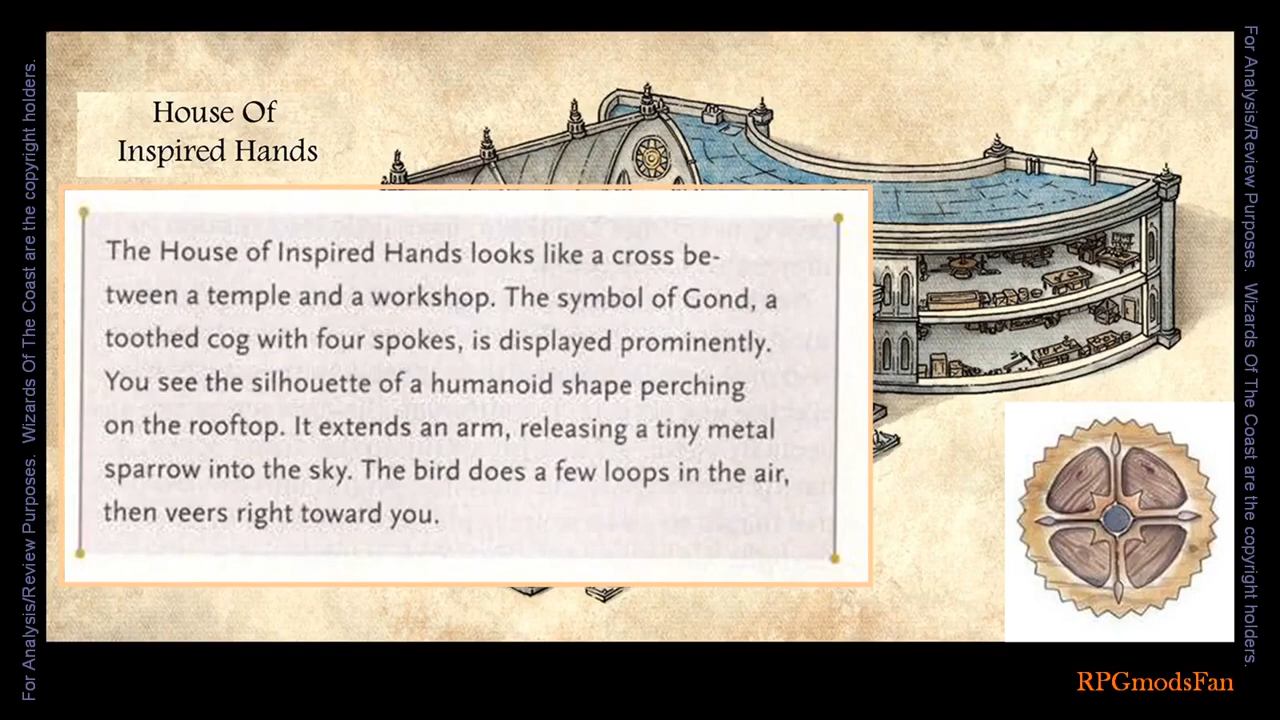 House Of
Inspired Hands
The House of Inspired Hands looks like a cross be-
tween a temple and a workshop. The symbol of Gond, a
toothed cog with four spokes, is displayed prominently.
You see the silhouette of a humanoid shape perching
on the rooftop. It extends an arm, releasing a tiny metal
sparrow into the sky. The bird does a few loops in the air,
then veers right toward you.
For Analysis/Review Purposes. Wizards Of The Coast are the copyright holders.
For Analysis/Review Purposes. Wizards Of The Coast are the copyright holders.
RPGmodsFan